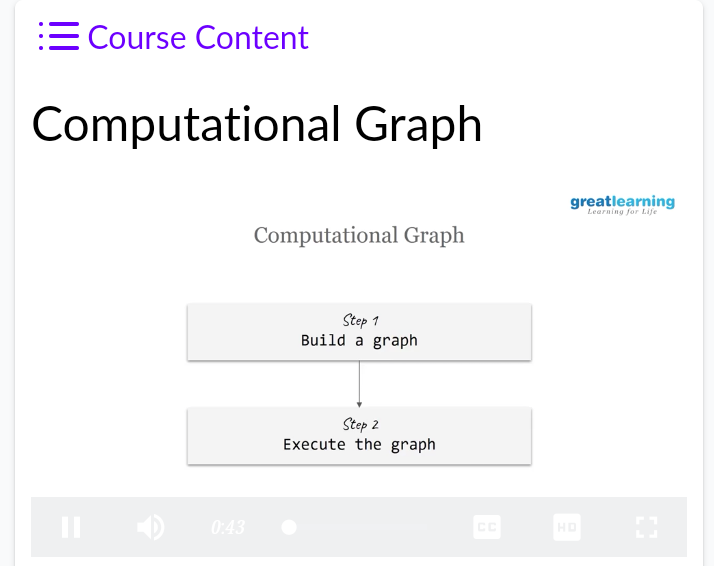 Course Content
Computational Graph
greatlearning
Learning for Life
Computational Graph
Step 1
Build a graph
Step 2
Execute the graph
0:43
CC
HD